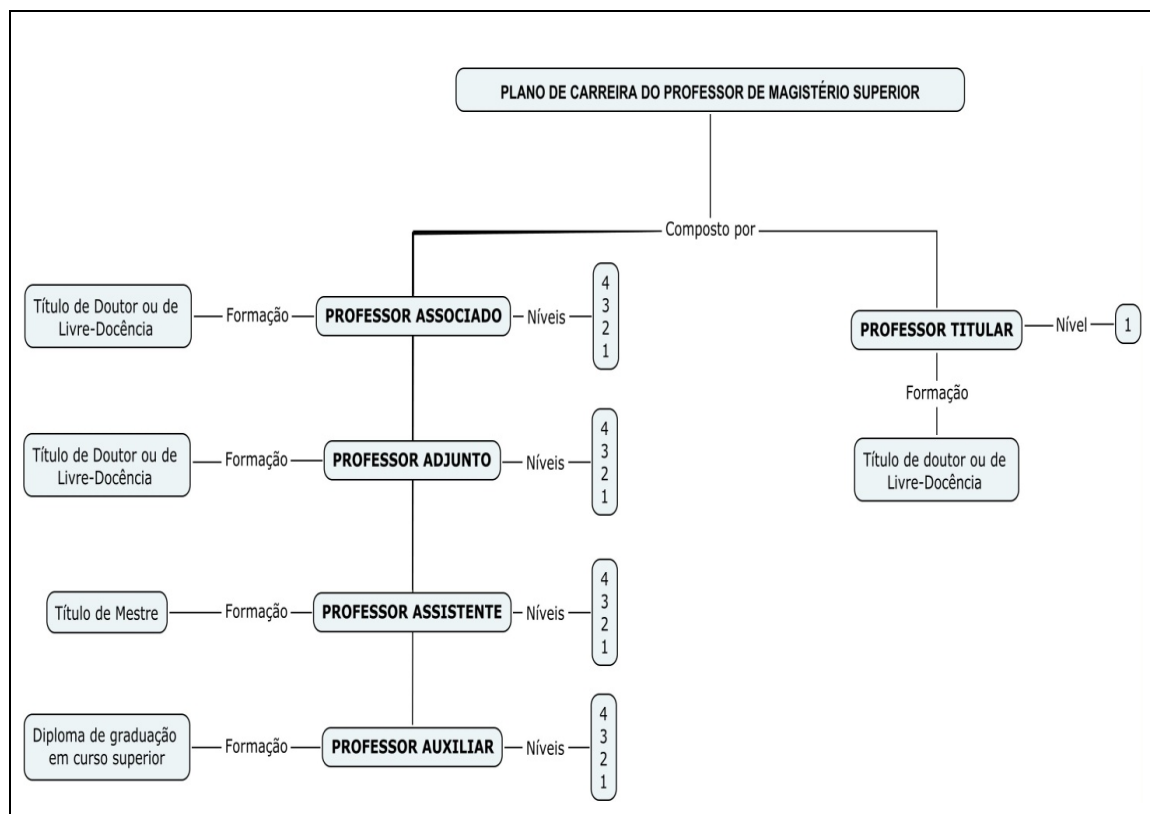 PLANO DE CARREIRA DO PROFESSOR DE MAGISTÉRIO SUPERIOR
Composto por
Título de Doutor ou de
Livre-Docência
Formação
PROFESSOR ASSOCIADO
Níveis
4
3
2
1
PROFESSOR TITULAR
Nível
1
Formação
Título de doutor ou de
Livre-Docência
Título de Doutor ou de
Livre-Docência
Formação
PROFESSOR ADJUNTO
Níveis
4
3
2
1
Título de Mestre
Formação
PROFESSOR ASSISTENTE
Níveis
4
3
2
1
Diploma de graduação
em curso superior
Formação
PROFESSOR AUXILIAR
Níveis
4
3
2
1